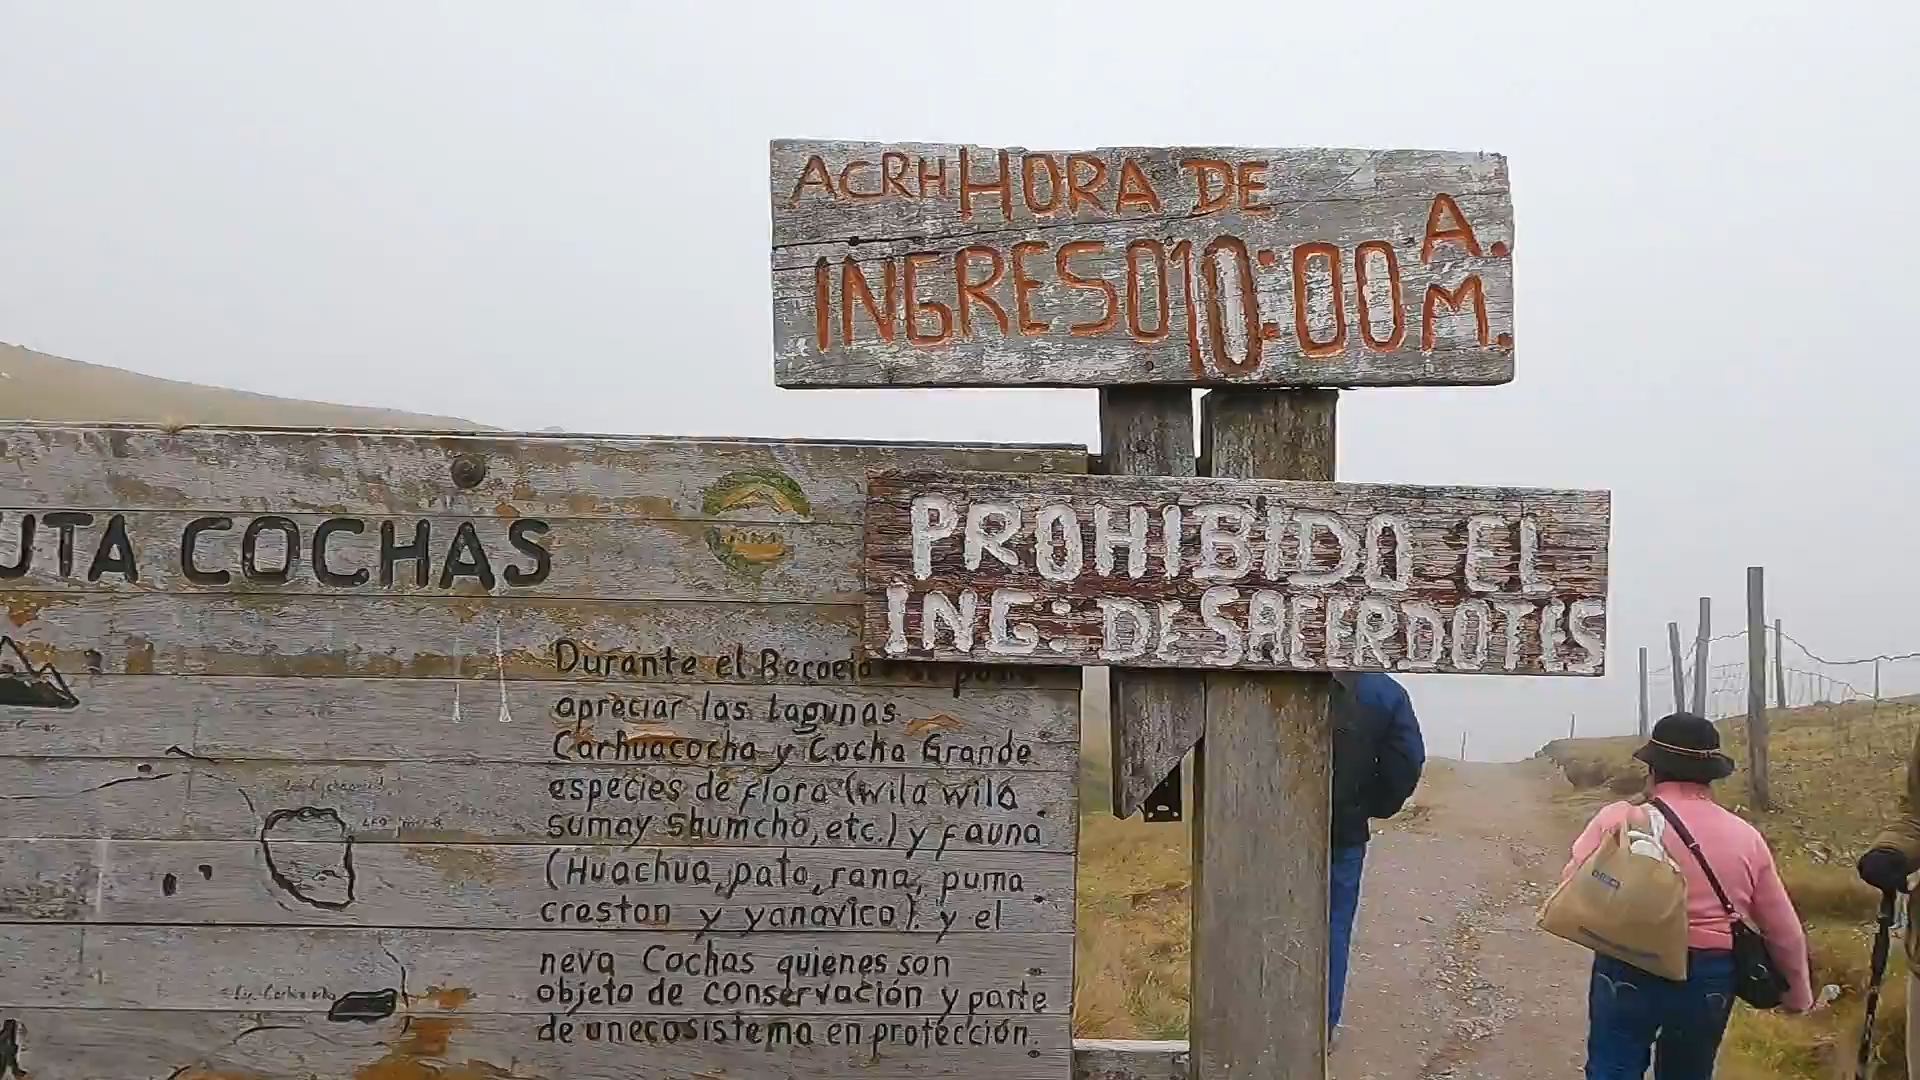 ACRH HORA DE
INGRESO 10:00 A.M.
PROHIBIDO EL
ING: DE SACERDOTES
UTA COCHAS
Durante el
apreciar las Lagunas
Carhuacocha y Cocha Grande
especies de flora (wila wila
sumay shumcho, etc.) y fauna
(Huachua, pato, rana, puma
creston y yanavico). y el
neva Cochas quienes son
objeto de conservación y parte
de unecosistema en protección.